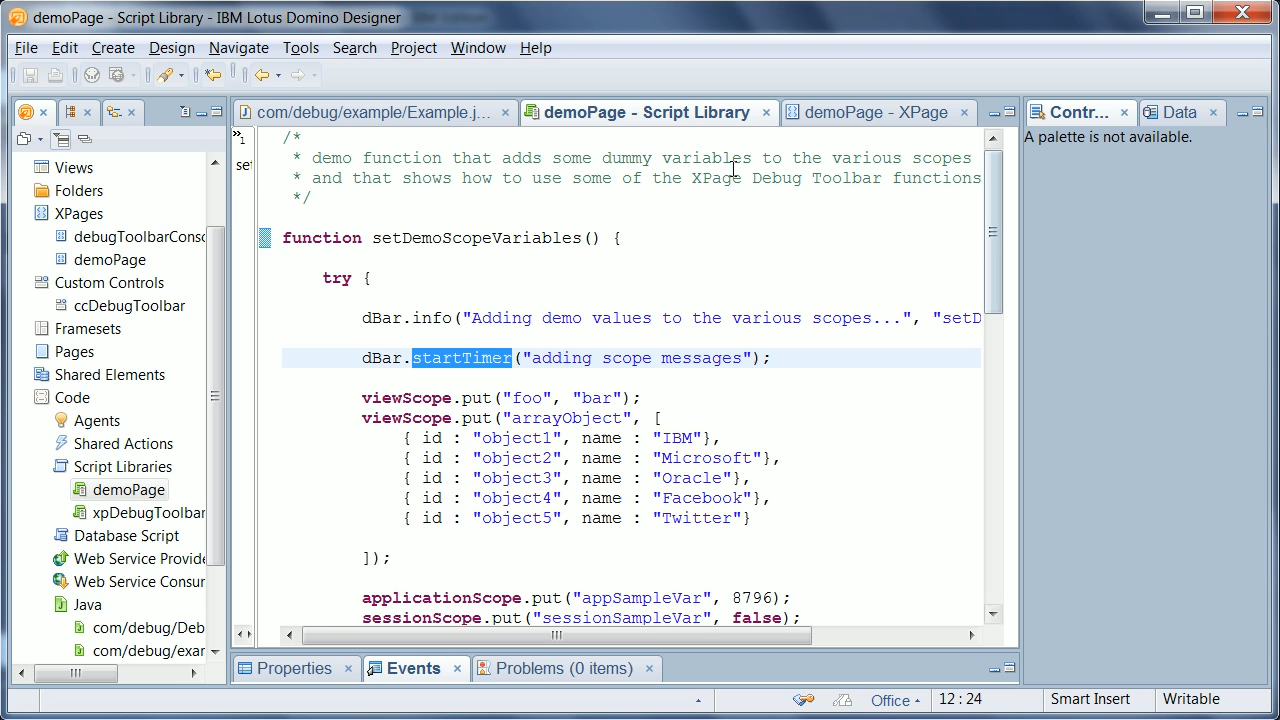 demoPage - Script Library - IBM Lotus Domino Designer
File Edit Create Design Navigate Tools Search Project Window Help
com/debug/example/Example.j...
demoPage - Script Library
demoPage - XPage
Contr...
Data
A palette is not available.
Views
Folders
XPages
debugToolbarConsc
demoPage
Custom Controls
ccDebugToolbar
Framesets
Pages
Shared Elements
Code
Agents
Shared Actions
Script Libraries
demoPage
xpDebugToolbar
Database Script
Web Service Provide
Web Service Consur
Java
com/debug/Deb
com/debug/exar
set
/*
* demo function that adds some dummy variables to the various scopes
* and that shows how to use some of the XPage Debug Toolbar functions
*/
function setDemoScopeVariables() {
try {
dBar.info("Adding demo values to the various scopes...", "setD
dBar.startTimer("adding scope messages");
viewScope.put("foo", "bar");
viewScope.put("arrayObject", [
{ id : "object1", name : "IBM"},
{ id : "object2", name : "Microsoft"},
{ id : "object3", name : "Oracle"},
{ id : "object4", name : "Facebook"},
{ id : "object5", name : "Twitter"}
]);
applicationScope.put("appSampleVar", 8796);
sessionScope.put("sessionSampleVar", false);
Properties
Events
Problems (0 items)
Office
12 : 24
Smart Insert
Writable